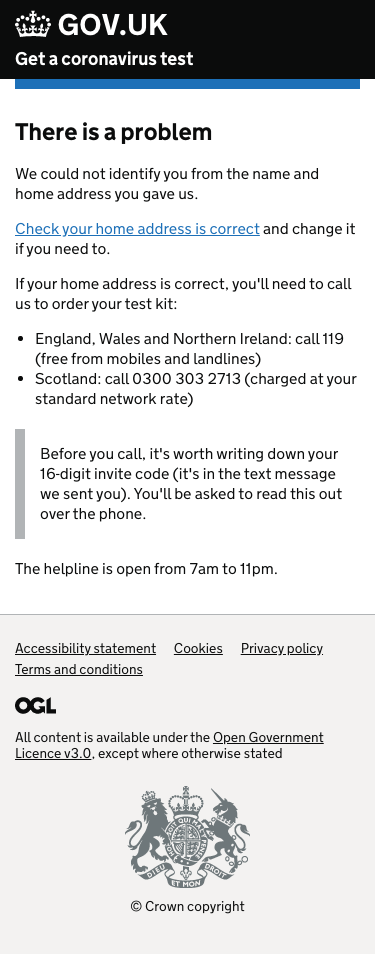 GOV.UK
Get a coronavirus test
There is a problem
We could not identify you from the name and
home address you gave us.
Check your home address is correct and change it
if you need to.
If your home address is correct, you'll need to call
us to order your test kit:
• England, Wales and Northern Ireland: call 119
(free from mobiles and landlines)
• Scotland: call 0300 303 2713 (charged at your
standard network rate)
Before you call, it's worth writing down your
16-digit invite code (it's in the text message
we sent you). You'll be asked to read this out
over the phone.
The helpline is open from 7am to 11pm.
Accessibility statement Cookies Privacy policy
Terms and conditions
OGL
All content is available under the Open Government
Licence v3.0, except where otherwise stated
DIEU ET MON
© Crown copyright